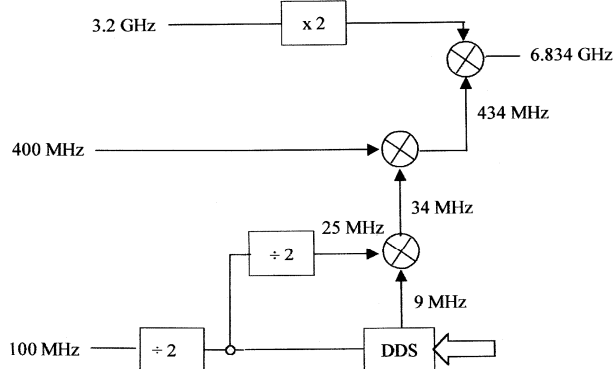 3.2 GHz
x 2
6.834 GHz
434 MHz
400 MHz
34 MHz
25 MHz
÷ 2
9 MHz
100 MHz
÷ 2
DDS